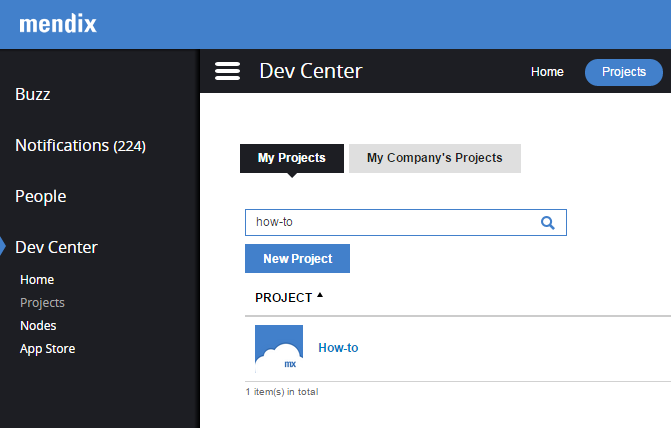 mendix
Buzz
Notifications (224)
People
Dev Center
Home
Projects
Nodes
App Store
Dev Center
Home
Projects
My Projects
My Company's Projects
how-to
New Project
PROJECT
mx
How-to
1 item(s) in total